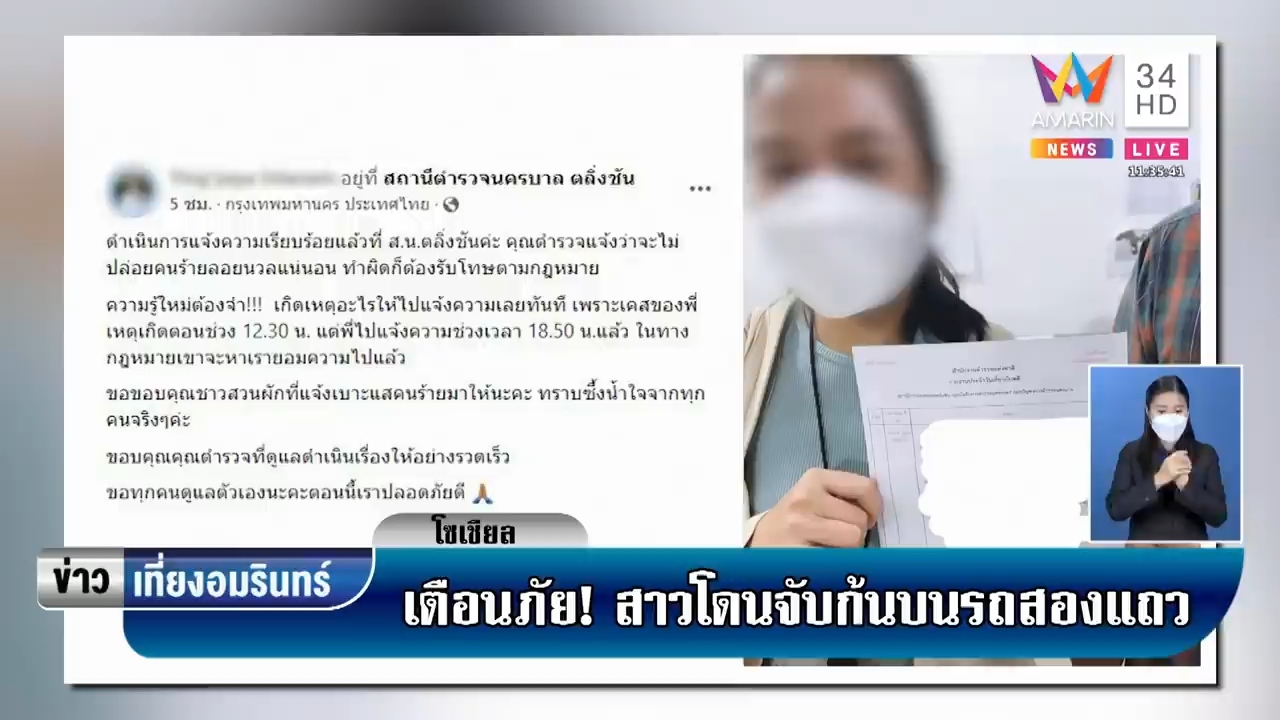 34
HD
AMARIN
NEWS
LIVE
11:35:41
อยู่ที่ สถานีตำรวจนครบาล ตลิ่งชัน
5 ชม. · กรุงเทพมหานคร ประเทศไทย ·
ดำเนินการแจ้งความเรียบร้อยแล้วที่ ส.น.ตลิ่งชันค่ะ คุณตำรวจแจ้งว่าจะไม่
ปล่อยคนร้ายลอยนวลแน่นอน ทำผิดก็ต้องรับโทษตามกฎหมาย
ความรู้ใหม่ต้องจำ!!! เกิดเหตุอะไรให้ไปแจ้งความเลยทันที เพราะเคสของพี่
เหตุเกิดตอนช่วง 12.30 น. แต่พี่ไปแจ้งความช่วงเวลา 18.50 น.แล้ว ในทาง
กฎหมายเขาจะหาเรายอมความไปแล้ว
ขอขอบคุณชาวสวนผักที่แจ้งเบาะแสคนร้ายมาให้นะคะ ทราบซึ้งน้ำใจจากทุก
คนจริงๆค่ะ
ขอบคุณคุณตำรวจที่ดูแลดำเนินเรื่องให้อย่างรวดเร็ว
ขอทุกคนดูแลตัวเองนะคะตอนนี้เราปลอดภัยดี 🙏🏽
สำนักงานตำรวจแห่งชาติ
โซเชียล
ข่าว เที่ยงอมรินทร์
เตือนภัย! สาวโดนจับก้นบนรถสองแถว